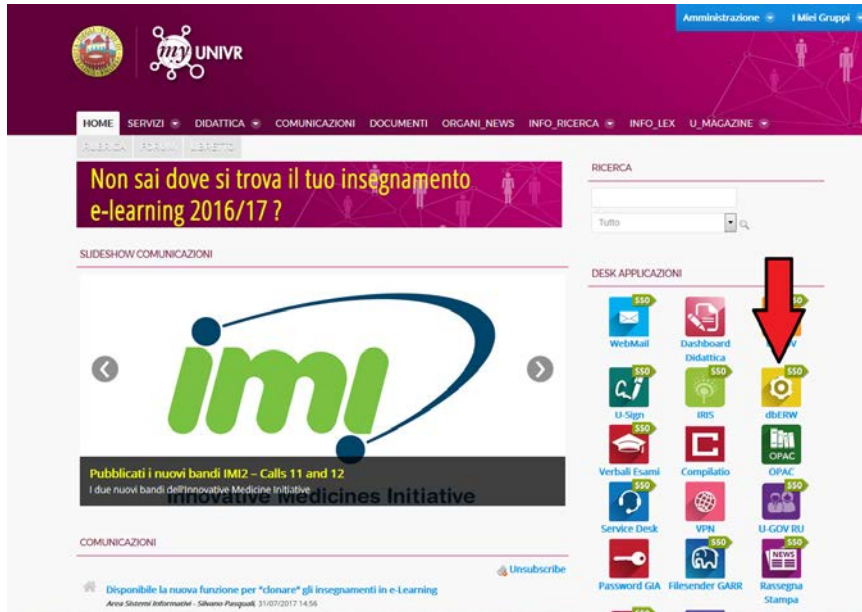 Amministrazione I Miei Gruppi
my UNIVR
HOME SERVIZI DIDATTICA COMUNICAZIONI DOCUMENTI ORGANI_NEWS INFO_RICERCA INFO_LEX U_MAGAZINE
RUBRICA FORUM LIBRETTO
Non sai dove si trova il tuo insegnamento
e-learning 2016/17 ?
RICERCA
Tutto
SLIDESHOW COMUNICAZIONI
imi
Pubblicati i nuovi bandi IMI2 – Calls 11 and 12
I due nuovi bandi dell'Innovative Medicine Initiative
Innovative Medicines Initiative
DESK APPLICAZIONI
SSO SSO
WebMail Dashboard
Didattica
SSO SSO SSO
U-Sign IRIS dbERW
SSO OPAC
Verbali Esami Compilatio OPAC
SSO SSO
Service Desk VPN U-GOV RU
SSO NEWS SSO
Password GIA Filesender GARR Rassegna
Stampa
SSO
COMUNICAZIONI
Unsubscribe
Disponibile la nuova funzione per "clonare" gli insegnamenti in e-Learning
Area Sistemi Informativi - Silvano Pasquali, 31/07/2017 14:56